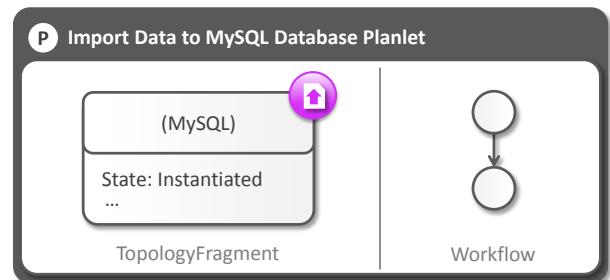 P Import Data to MySQL Database Planlet
(MySQL)
State: Instantiated
...
TopologyFragment
Workflow